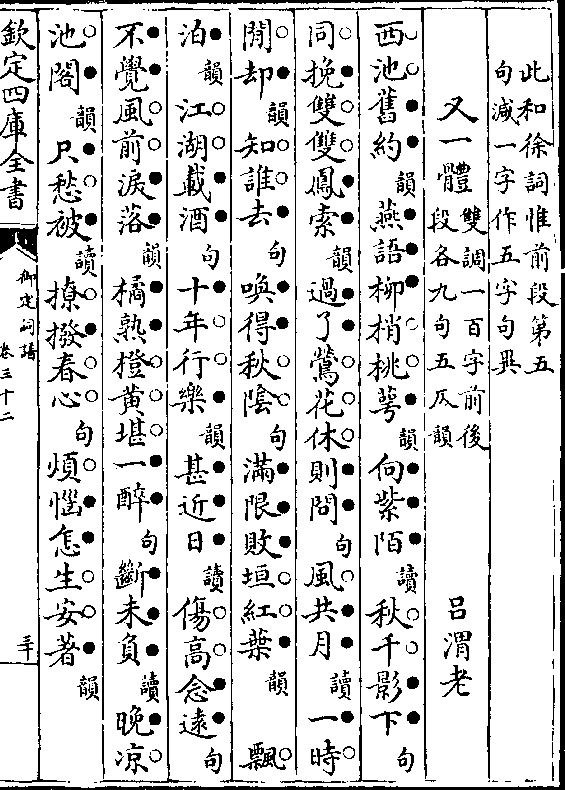 此和徐詞惟前段第五
句減一字作五字句異
又一體 雙調一百字前後
段各九句五仄韻 吕渭老
西池舊約韻燕語柳梢桃萼韻向紫陌讀秋千影下句
同挽雙雙鳳索韻過了鶯花休則問句風共月讀一時
閒却韻知誰去句喚得秋陰句滿限敗垣紅葉韻 飄
泊韻江湖載酒句十年行樂韻甚近日讀傷高念遠句
不覺風前淚落韻橘熟橙黃堪一醉句斷未負讀晚凉
池閣韻只愁被讀撩撥春心句煩惱怎生安著韻
欽定四庫全書 御定詞譜 卷三十二 三十